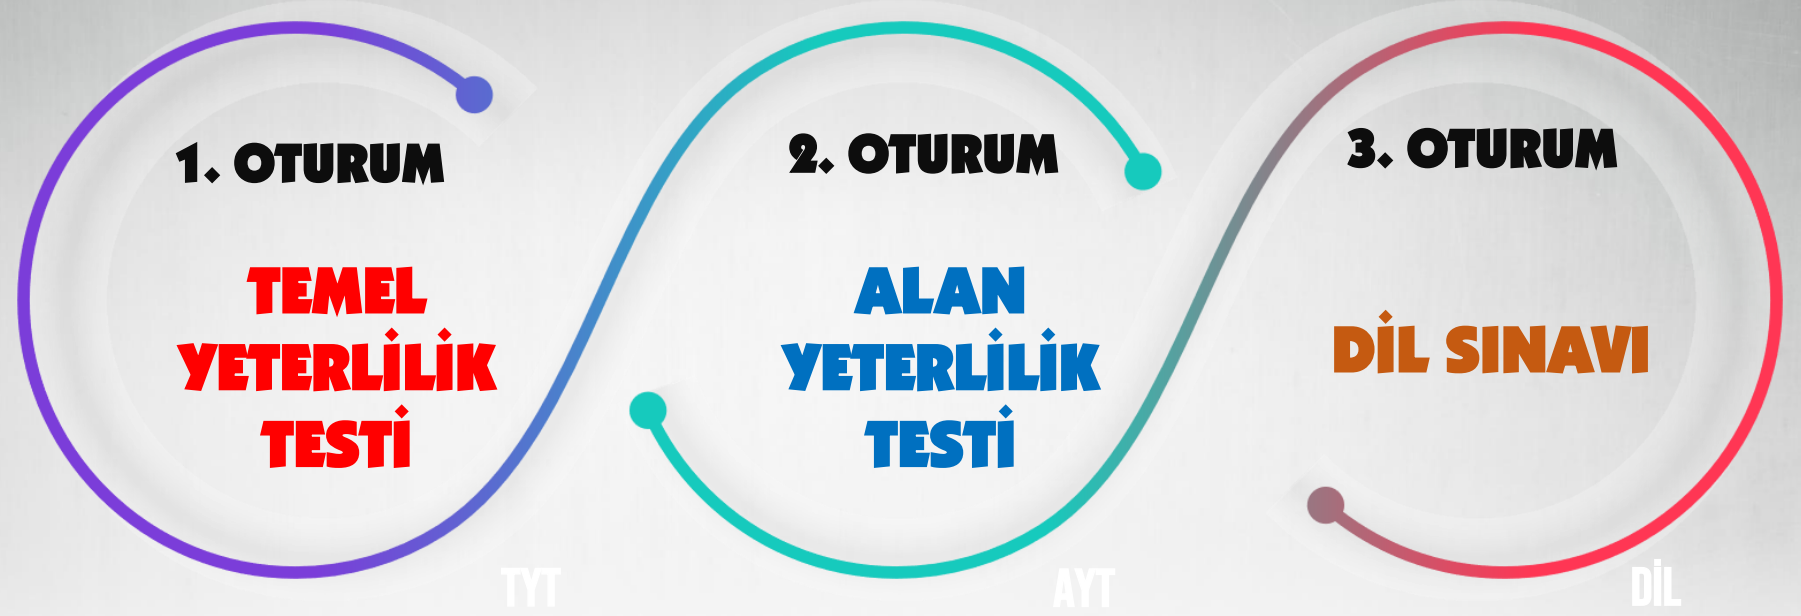 1. OTURUM
TEMEL
YETERLİLİK
TESTİ
TYT
2. OTURUM
ALAN
YETERLİLİK
TESTİ
AYT
3. OTURUM
DİL SINAVI
DİL